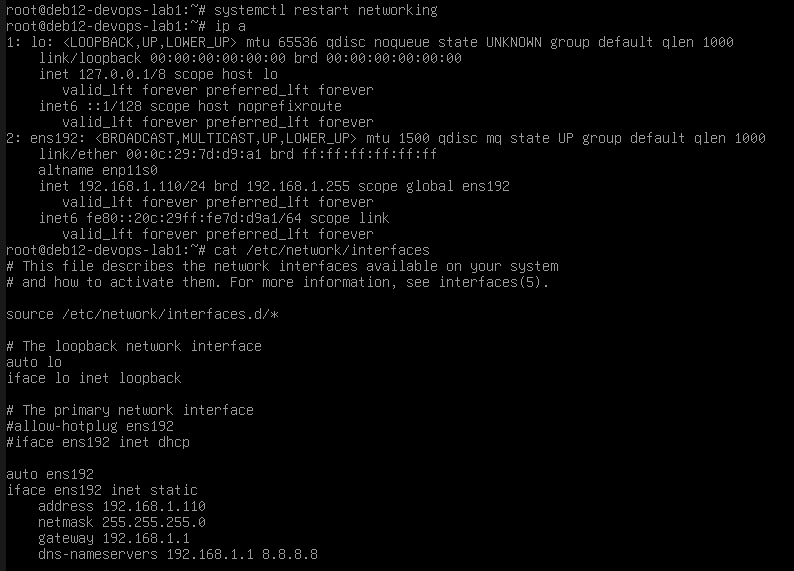 root@deb12-devops-lab1:~# systemctl restart networking
root@deb12-devops-lab1:~# ip a
1: lo: <LOOPBACK,UP,LOWER_UP> mtu 65536 qdisc noqueue state UNKNOWN group default qlen 1000
    link/loopback 00:00:00:00:00:00 brd 00:00:00:00:00:00
    inet 127.0.0.1/8 scope host lo
       valid_lft forever preferred_lft forever
    inet6 ::1/128 scope host noprefixroute
       valid_lft forever preferred_lft forever
2: ens192: <BROADCAST,MULTICAST,UP,LOWER_UP> mtu 1500 qdisc mq state UP group default qlen 1000
    link/ether 00:0c:29:7d:d9:a1 brd ff:ff:ff:ff:ff:ff
    altname enp11s0
    inet 192.168.1.110/24 brd 192.168.1.255 scope global ens192
       valid_lft forever preferred_lft forever
    inet6 fe80::20c:29ff:fe7d:d9a1/64 scope link
       valid_lft forever preferred_lft forever
root@deb12-devops-lab1:~# cat /etc/network/interfaces
# This file describes the network interfaces available on your system
# and how to activate them. For more information, see interfaces(5).

source /etc/network/interfaces.d/*

# The loopback network interface
auto lo
iface lo inet loopback

# The primary network interface
#allow-hotplug ens192
#iface ens192 inet dhcp

auto ens192
iface ens192 inet static
    address 192.168.1.110
    netmask 255.255.255.0
    gateway 192.168.1.1
    dns-nameservers 192.168.1.1 8.8.8.8